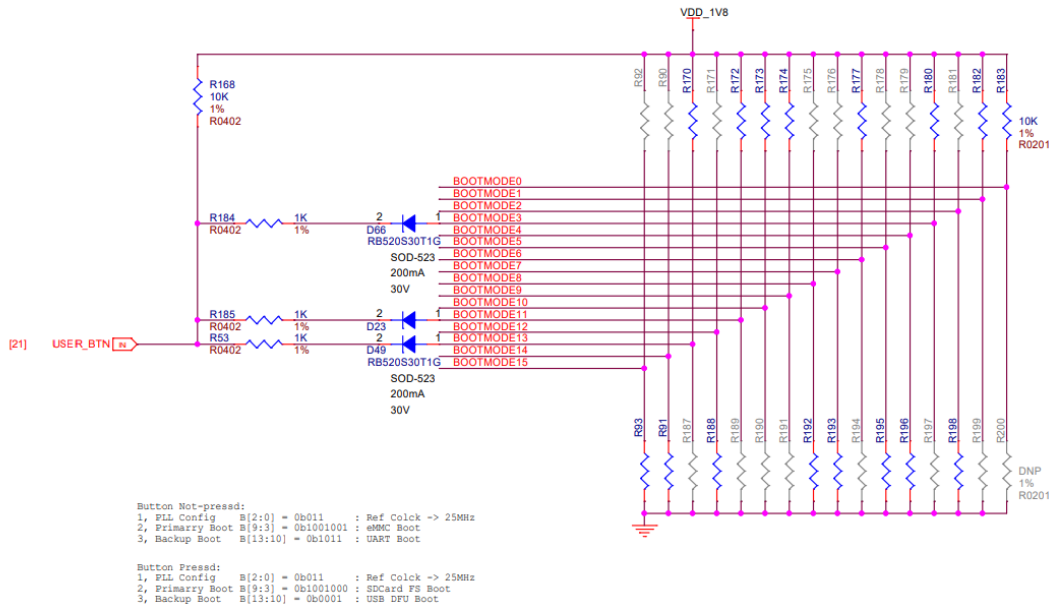 VDD_1V8
R92 R90 R170 R171 R172 R173 R174 R175 R176 R177 R178 R179 R180 R181 R182 R183
R168
10K
1%
R0402
10K
1%
R0201
BOOTMODE0
BOOTMODE1
BOOTMODE2
BOOTMODE3
BOOTMODE4
BOOTMODE5
BOOTMODE6
BOOTMODE7
BOOTMODE8
BOOTMODE9
BOOTMODE10
BOOTMODE11
BOOTMODE12
BOOTMODE13
BOOTMODE14
BOOTMODE15
R184 1K 2 1
R0402 1% D66
RB520S30T1G
SOD-523
200mA
30V
R185 1K 2 1
R0402 1% D23
[21] USER_BTN IN R53 1K 2 1
R0402 1% D49
RB520S30T1G
SOD-523
200mA
30V
R93 R91 R187 R188 R189 R190 R191 R192 R193 R194 R195 R196 R197 R198 R199 R200
DNP
1%
R0201
Button Not-pressd:
1, PLL Config B[2:0] = 0b011 : Ref Colck -> 25MHz
2, Primarry Boot B[9:3] = 0b1001001 : eMMC Boot
3, Backup Boot B[13:10] = 0b1011 : UART Boot
Button Pressd:
1, PLL Config B[2:0] = 0b011 : Ref Colck -> 25MHz
2, Primarry Boot B[9:3] = 0b1001000 : SDCard FS Boot
3, Backup Boot B[13:10] = 0b0001 : USB DFU Boot